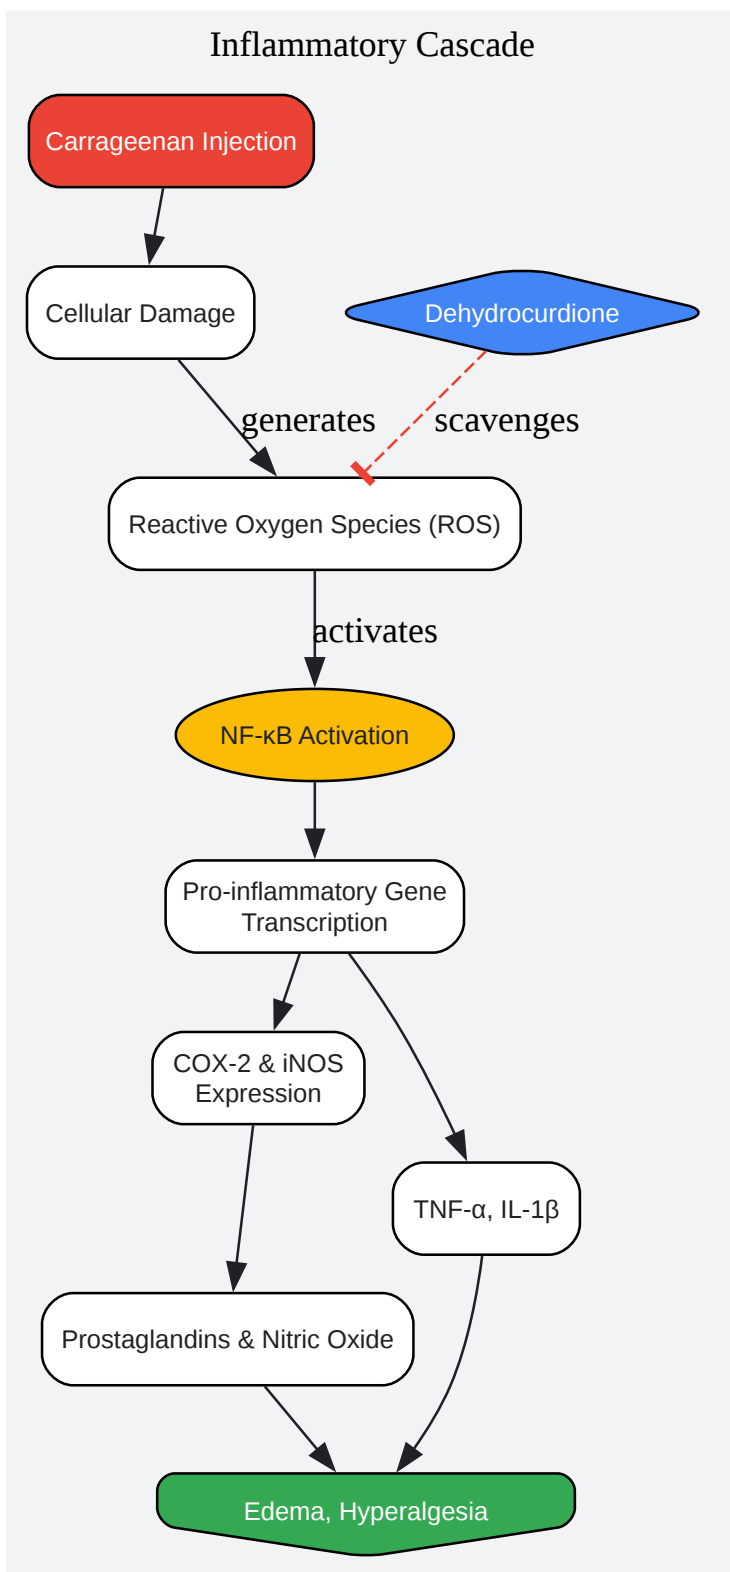 Inflammatory Cascade
Carrageenan Injection
Cellular Damage
Dehydrocurdione
generates
scavenges
Reactive Oxygen Species (ROS)
activates
NF-κB Activation
Pro-inflammatory Gene
Transcription
COX-2 & iNOS
Expression
TNF-α, IL-1β
Prostaglandins & Nitric Oxide
Edema, Hyperalgesia